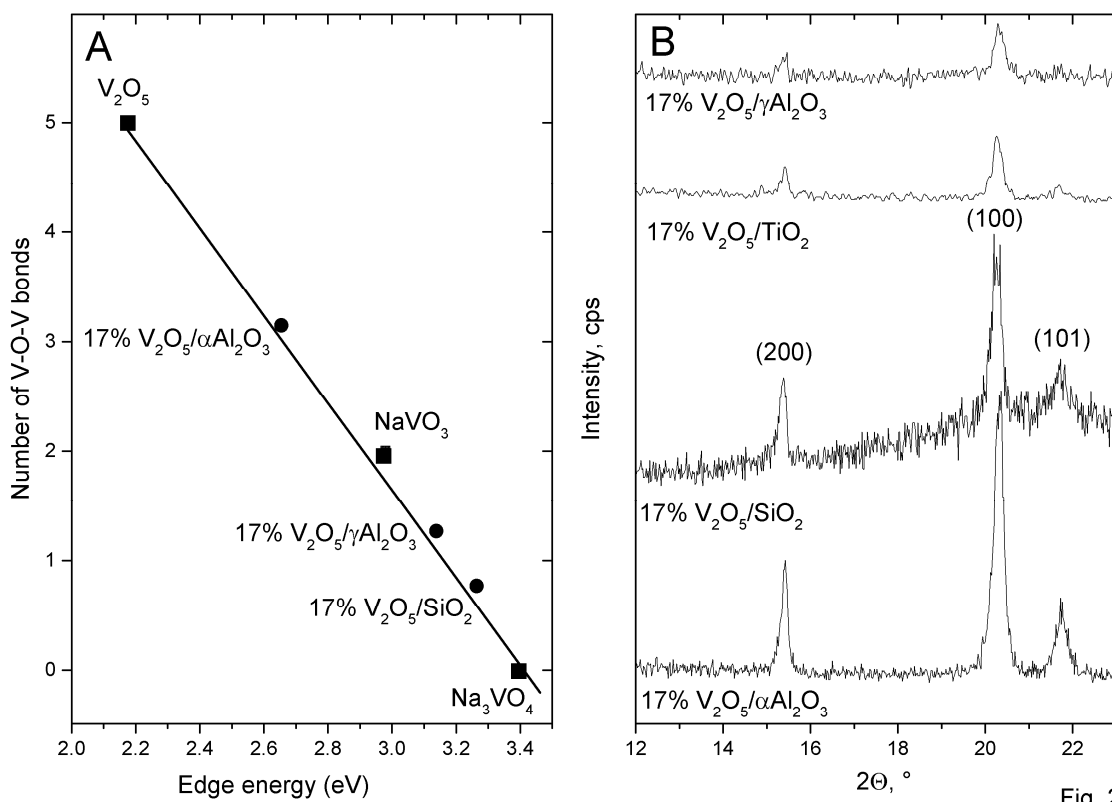 A
V₂O₅
17% V₂O₅/αAl₂O₃
NaVO₃
17% V₂O₅/γAl₂O₃
17% V₂O₅/SiO₂
Na₃VO₄
Number of V-O-V bonds
5
4
3
2
1
0
2.0 2.2 2.4 2.6 2.8 3.0 3.2 3.4
Edge energy (eV)
B
17% V₂O₅/γAl₂O₃
17% V₂O₅/TiO₂
(100)
(200)
(101)
17% V₂O₅/SiO₂
17% V₂O₅/αAl₂O₃
Intensity, cps
12 14 16 18 20 22
2Θ, °
Fig.